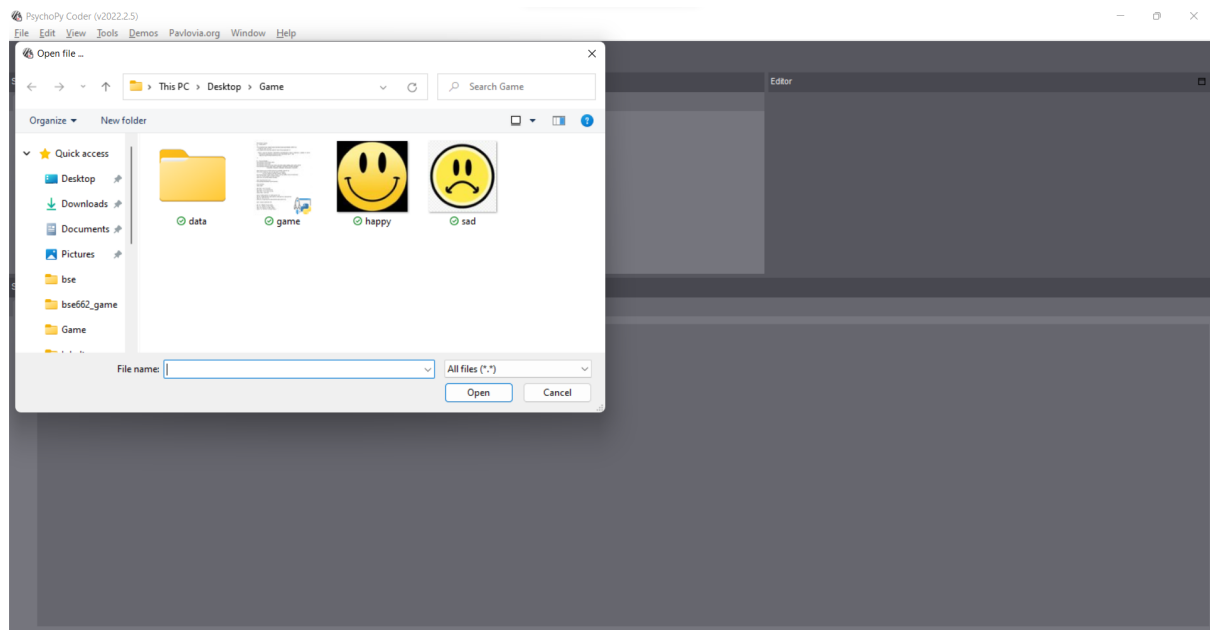 PsychoPy Coder (v2022.2.5)
File Edit View Tools Demos Pavlovia.org Window Help
Open file ...
This PC > Desktop > Game
Search Game
Editor
Organize New folder
Quick access
Desktop
Downloads
Documents
Pictures
bse
bse662_game
Game
data game happy sad
File name: All files (*.*)
Open Cancel